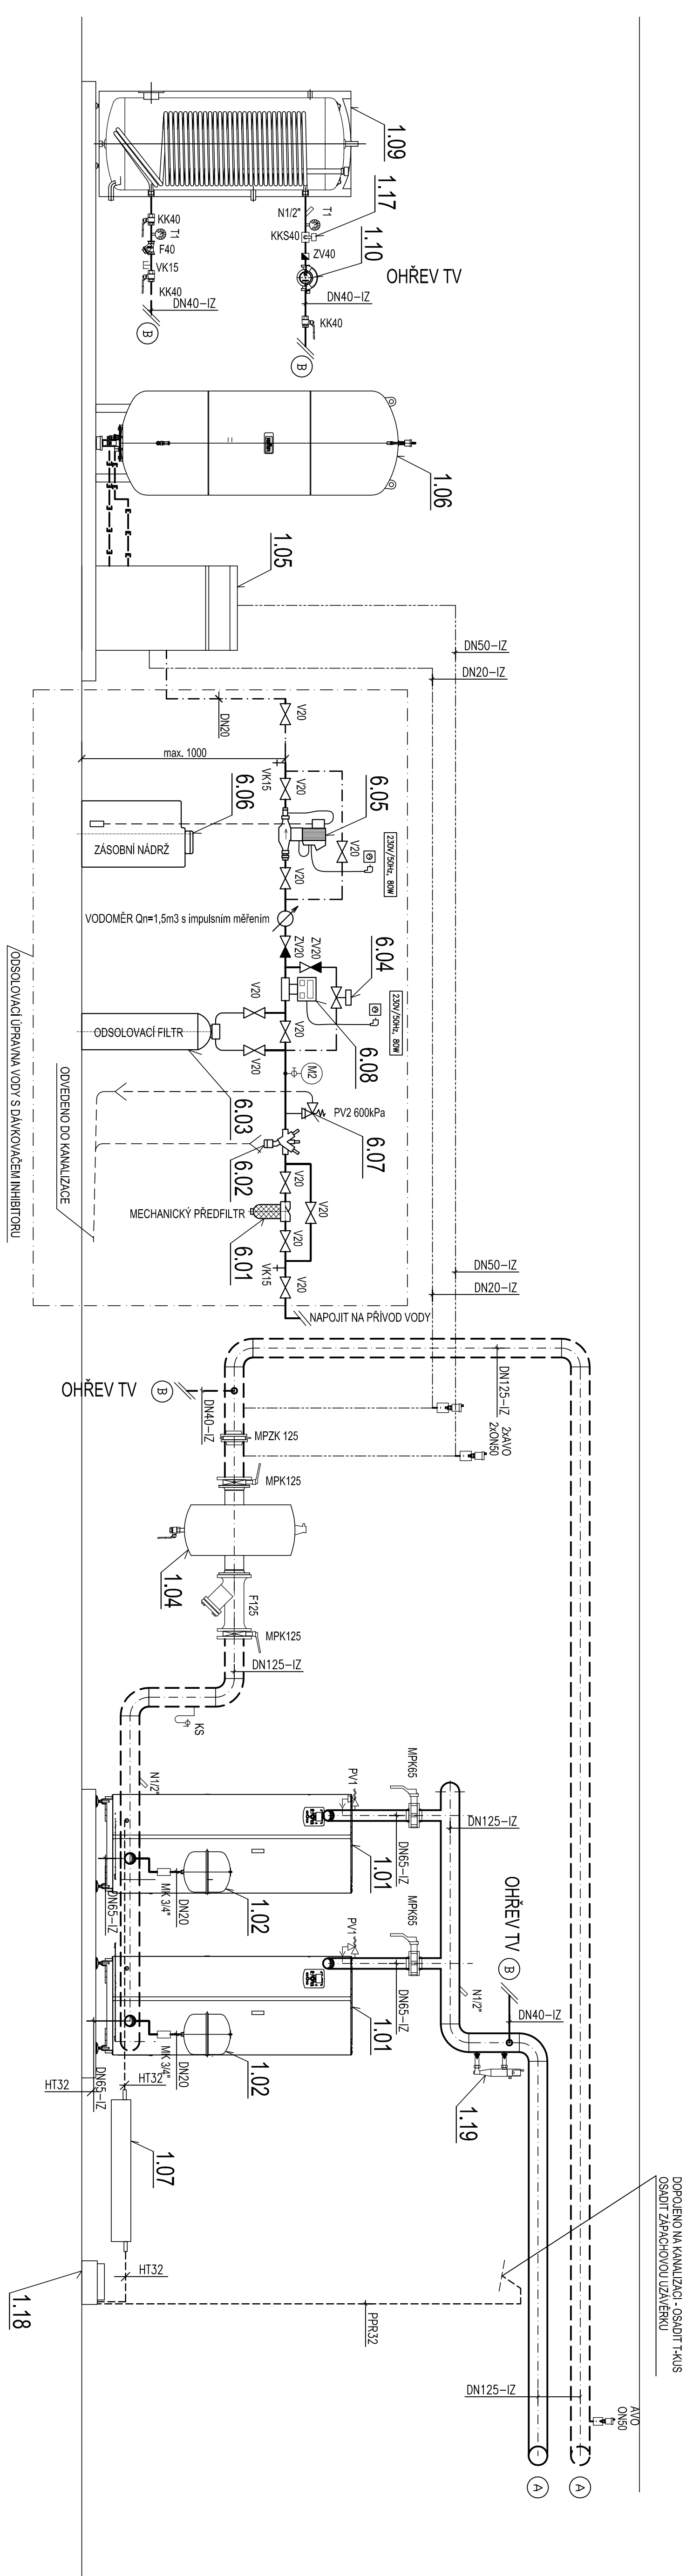 1.09
1.17
1.10
OHŘEV TV
N1/2"
T1
KKS40
ZV40
DN40-IZ
KK40
B
KK40
T1
F40
VK15
KK40
DN40-IZ
B
1.06
1.05
DN50-IZ
DN20-IZ
DN20
V20
max. 1000
VK15
V20
6.06
ZÁSOBNÍ NÁDRŽ
6.05
V20
230V/50Hz, 80W
V20
VODOMĚR Qn=1,5m3 s impulsním měřením
ZV20
ZV20
6.04
230V/50Hz, 80W
V20
V20
ODSOLOVACÍ FILTR
V20
6.08
M2
6.03
PV2 600kPa
6.07
6.02
V20
V20
MECHANICKÝ PŘEDFILTR
V20
6.01
VK15
V20
NAPOJIT NA PŘÍVOD VODY
ODVEDENO DO KANALIZACE
ODSOLOVACÍ ÚPRAVNA VODY S DÁVKOVAČEM INHIBITORU
DN50-IZ
DN20-IZ
DN125-IZ
2xAVO
2xON50
OHŘEV TV
B
DN40-IZ
MPZK 125
MPK125
1.04
F125
MPK125
DN125-IZ
KS
N1/2"
PV1
MPK65
DN125-IZ
DN65-IZ
1.01
1.02
DN20
MK 3/4"
DN65-IZ
PV1
MPK65
DN65-IZ
N1/2"
1.01
1.02
DN20
MK 3/4"
DN65-IZ
OHŘEV TV
B
DN40-IZ
1.19
HT32
HT32
1.07
HT32
1.18
PPR32
DOPOJENO NA KANALIZACI - OSADIT T-KUS
OSADIT ZÁPACHOVOU UZÁVĚRKU
DN125-IZ
AVO
ON50
A
A